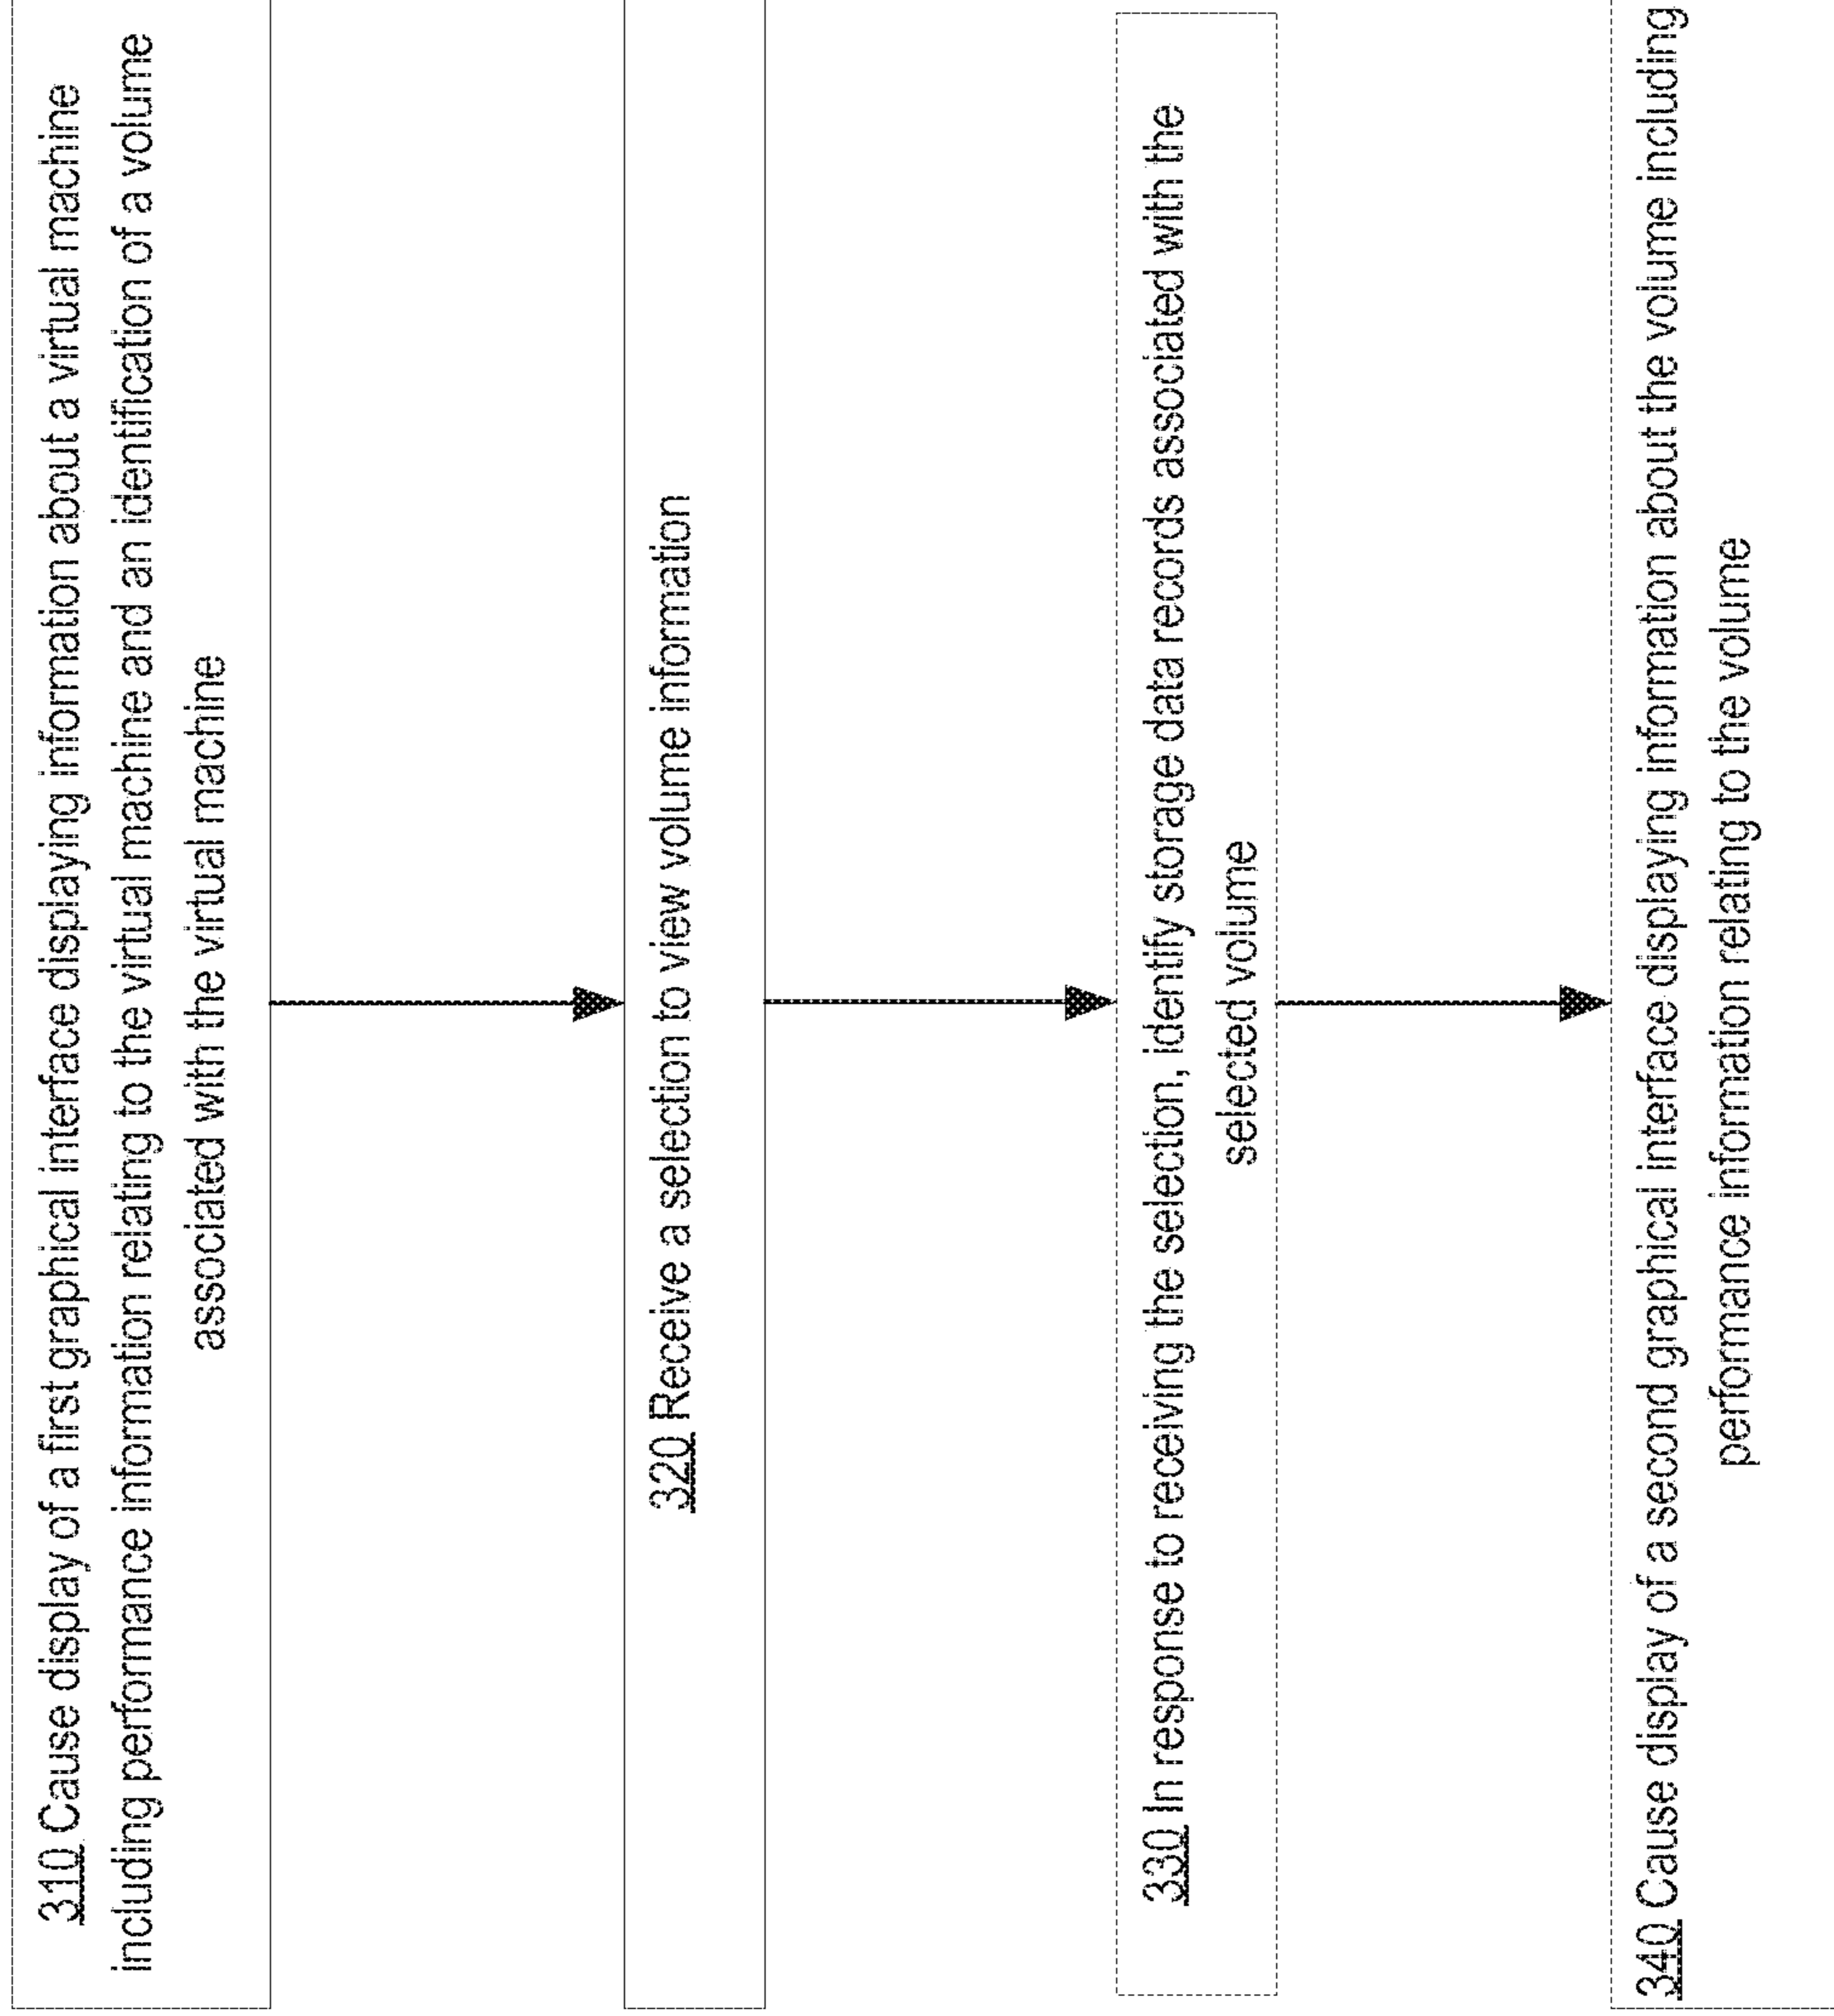 310 Cause display of a first graphical interface displaying information about a virtual machine
including performance information relating to the virtual machine and an identification of a volume
associated with the virtual machine
320 Receive a selection to view volume information
330 In response to receiving the selection, identify storage data records associated with the
selected volume
340 Cause display of a second graphical interface displaying information about the volume including
performance information relating to the volume